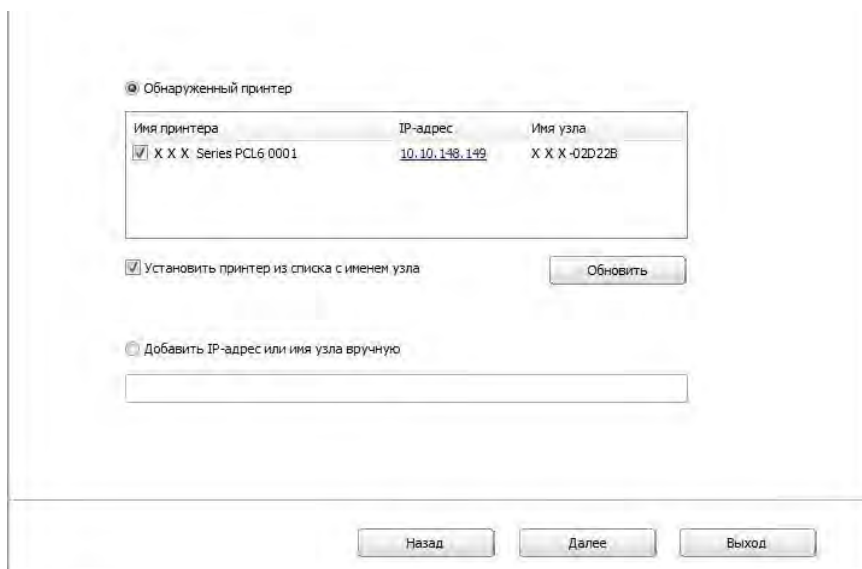 Обнаруженный принтер
Имя принтера IP-адрес Имя узла
X X X Series PCL6 0001 10.10.148.149 X X X-02D22B
Установить принтер из списка с именем узла Обновить
Добавить IP-адрес или имя узла вручную
Назад Далее Выход